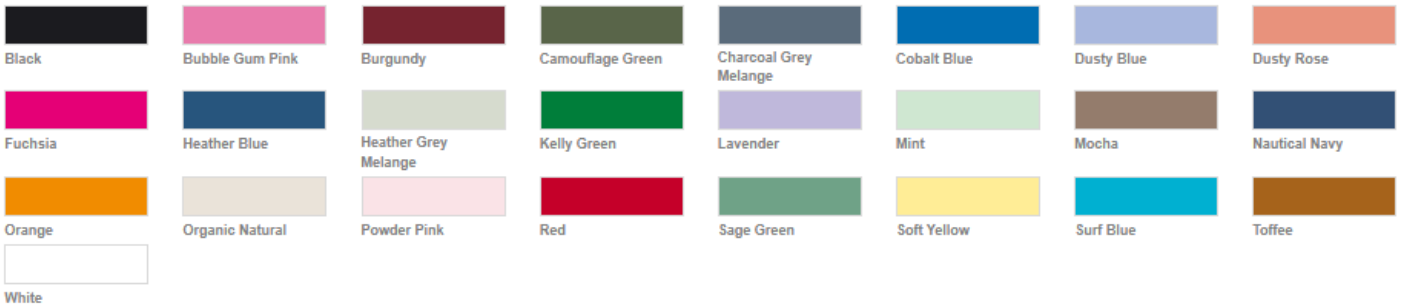 Black
Bubble Gum Pink
Burgundy
Camouflage Green
Charcoal Grey
Melange
Cobalt Blue
Dusty Blue
Dusty Rose
Fuchsia
Heather Blue
Heather Grey
Melange
Kelly Green
Lavender
Mint
Mocha
Nautical Navy
Orange
Organic Natural
Powder Pink
Red
Sage Green
Soft Yellow
Surf Blue
Toffee
White